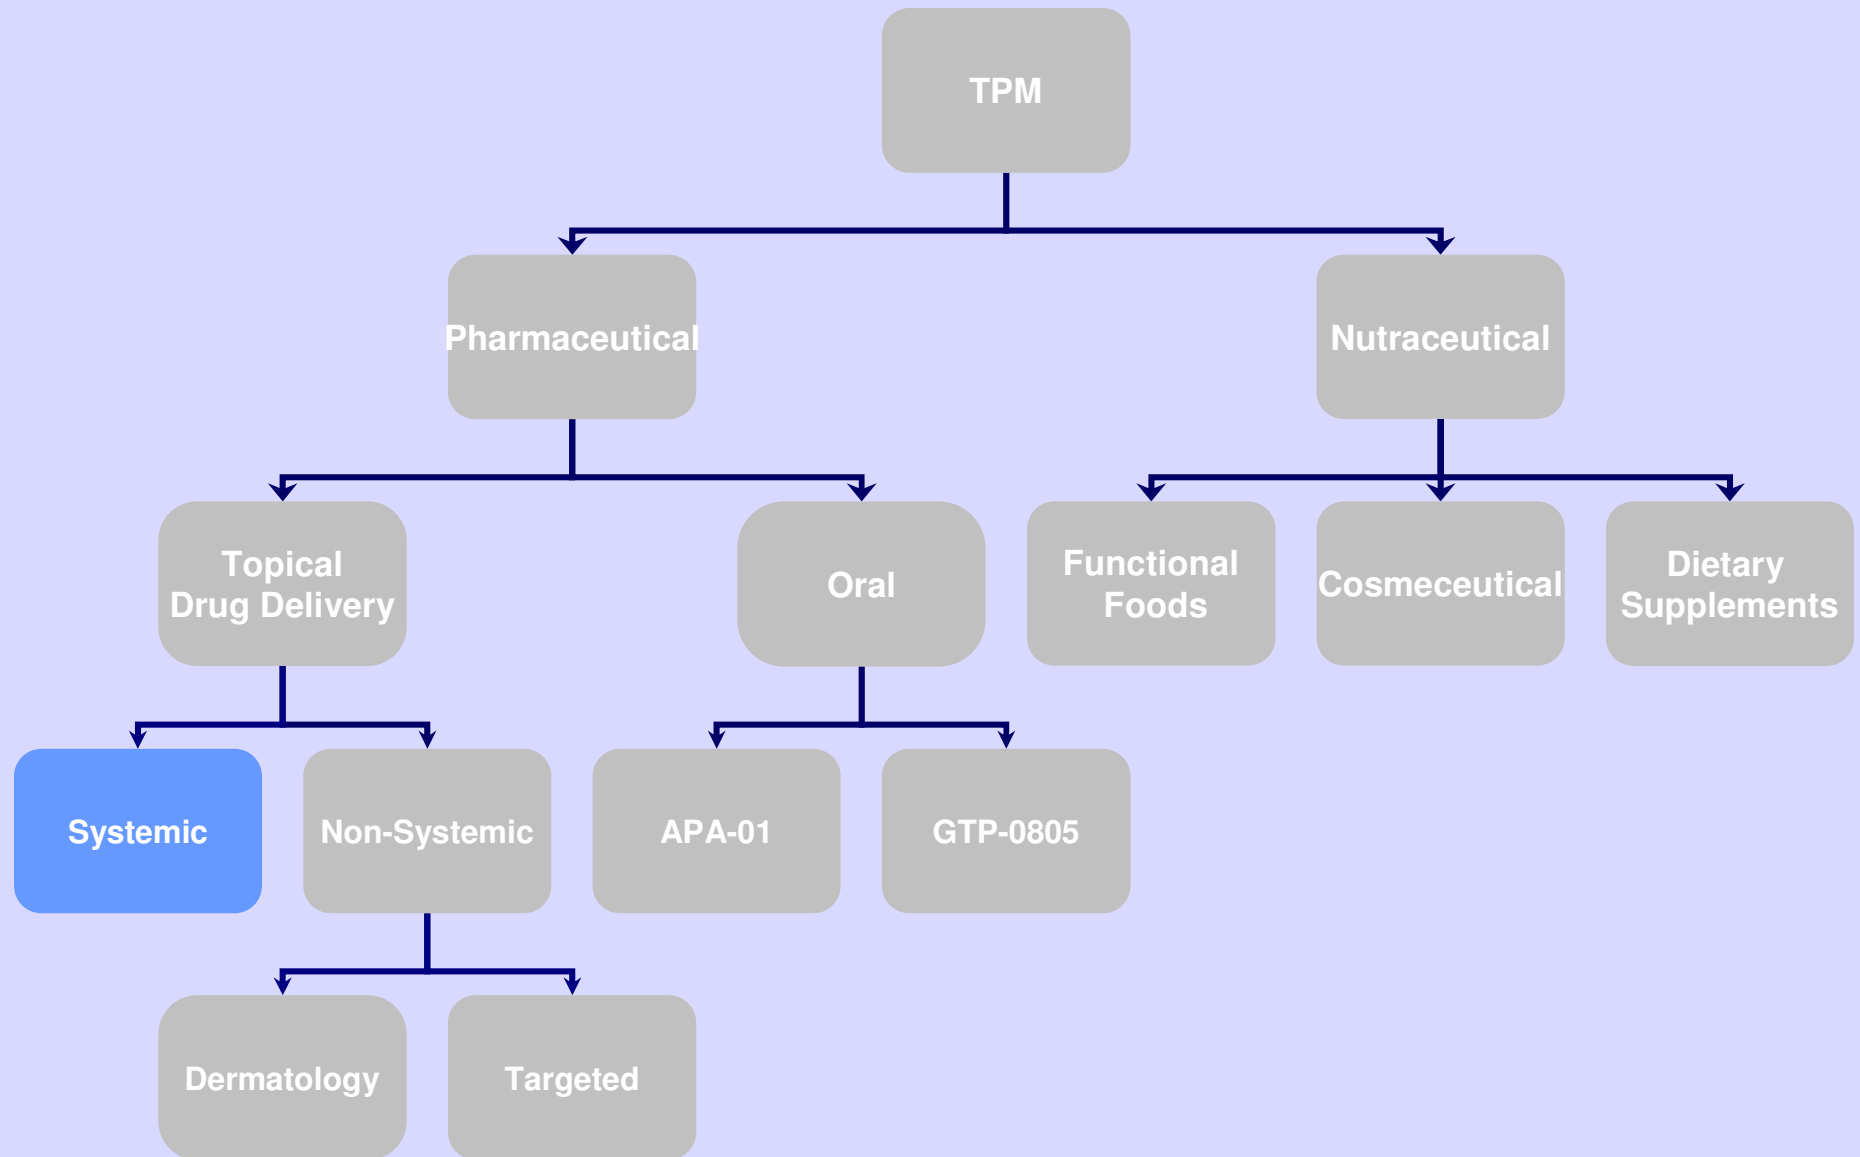 TPM
Pharmaceutical
Nutraceutical
Topical
Drug Delivery
Oral
Functional
Foods
Cosmeceutical
Dietary
Supplements
Systemic
Non-Systemic
APA-01
GTP-0805
Dermatology
Targeted